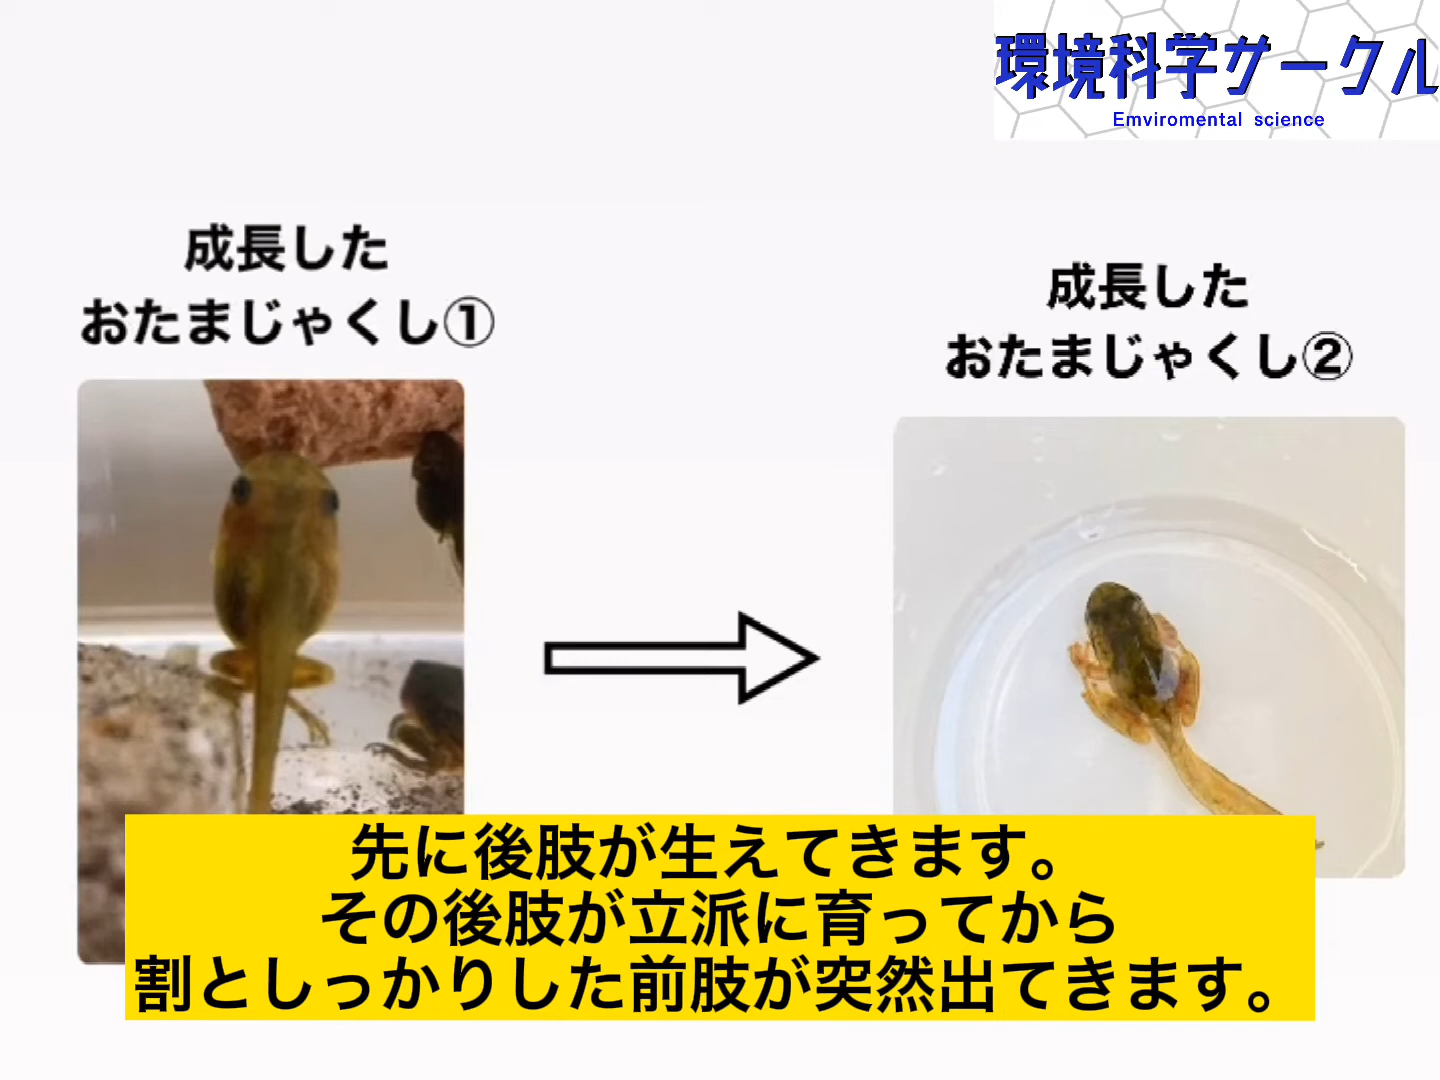 環境科学サークル
Emviromental science
成長した
おたまじゃくし①
成長した
おたまじゃくし②
先に後肢が生えてきます。
その後肢が立派に育ってから
割としっかりした前肢が突然出てきます。